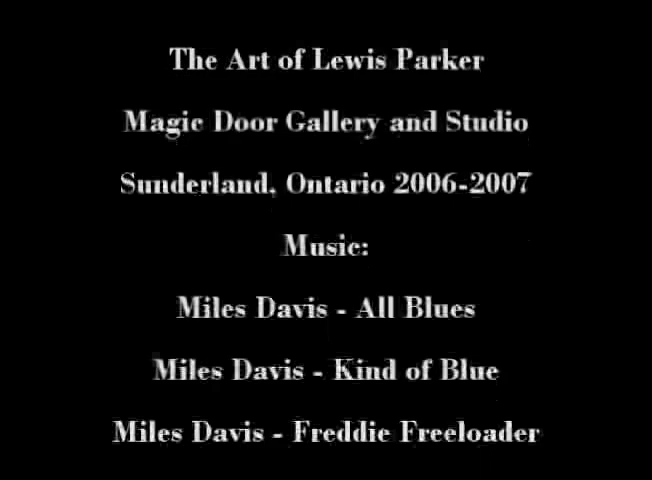 The Art of Lewis Parker
Magic Door Gallery and Studio
Sunderland, Ontario 2006-2007
Music:
Miles Davis - All Blues
Miles Davis - Kind of Blue
Miles Davis - Freddie Freeloader